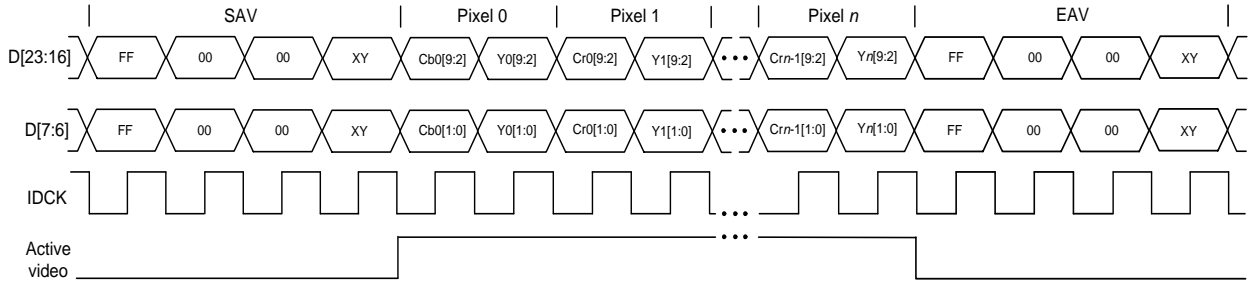 SAV Pixel 0 Pixel 1 Pixel n EAV
D[23:16] FF 00 00 XY Cb0[9:2] Y0[9:2] Cr0[9:2] Y1[9:2] ••• Crn-1[9:2] Yn[9:2] FF 00 00 XY
D[7:6] FF 00 00 XY Cb0[1:0] Y0[1:0] Cr0[1:0] Y1[1:0] ••• Crn-1[1:0] Yn[1:0] FF 00 00 XY
IDCK •••
Active •••
video